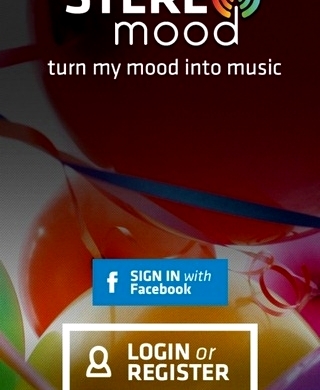 STEREO
mood
turn my mood into music
f SIGN IN with
Facebook
LOGIN or
REGISTER